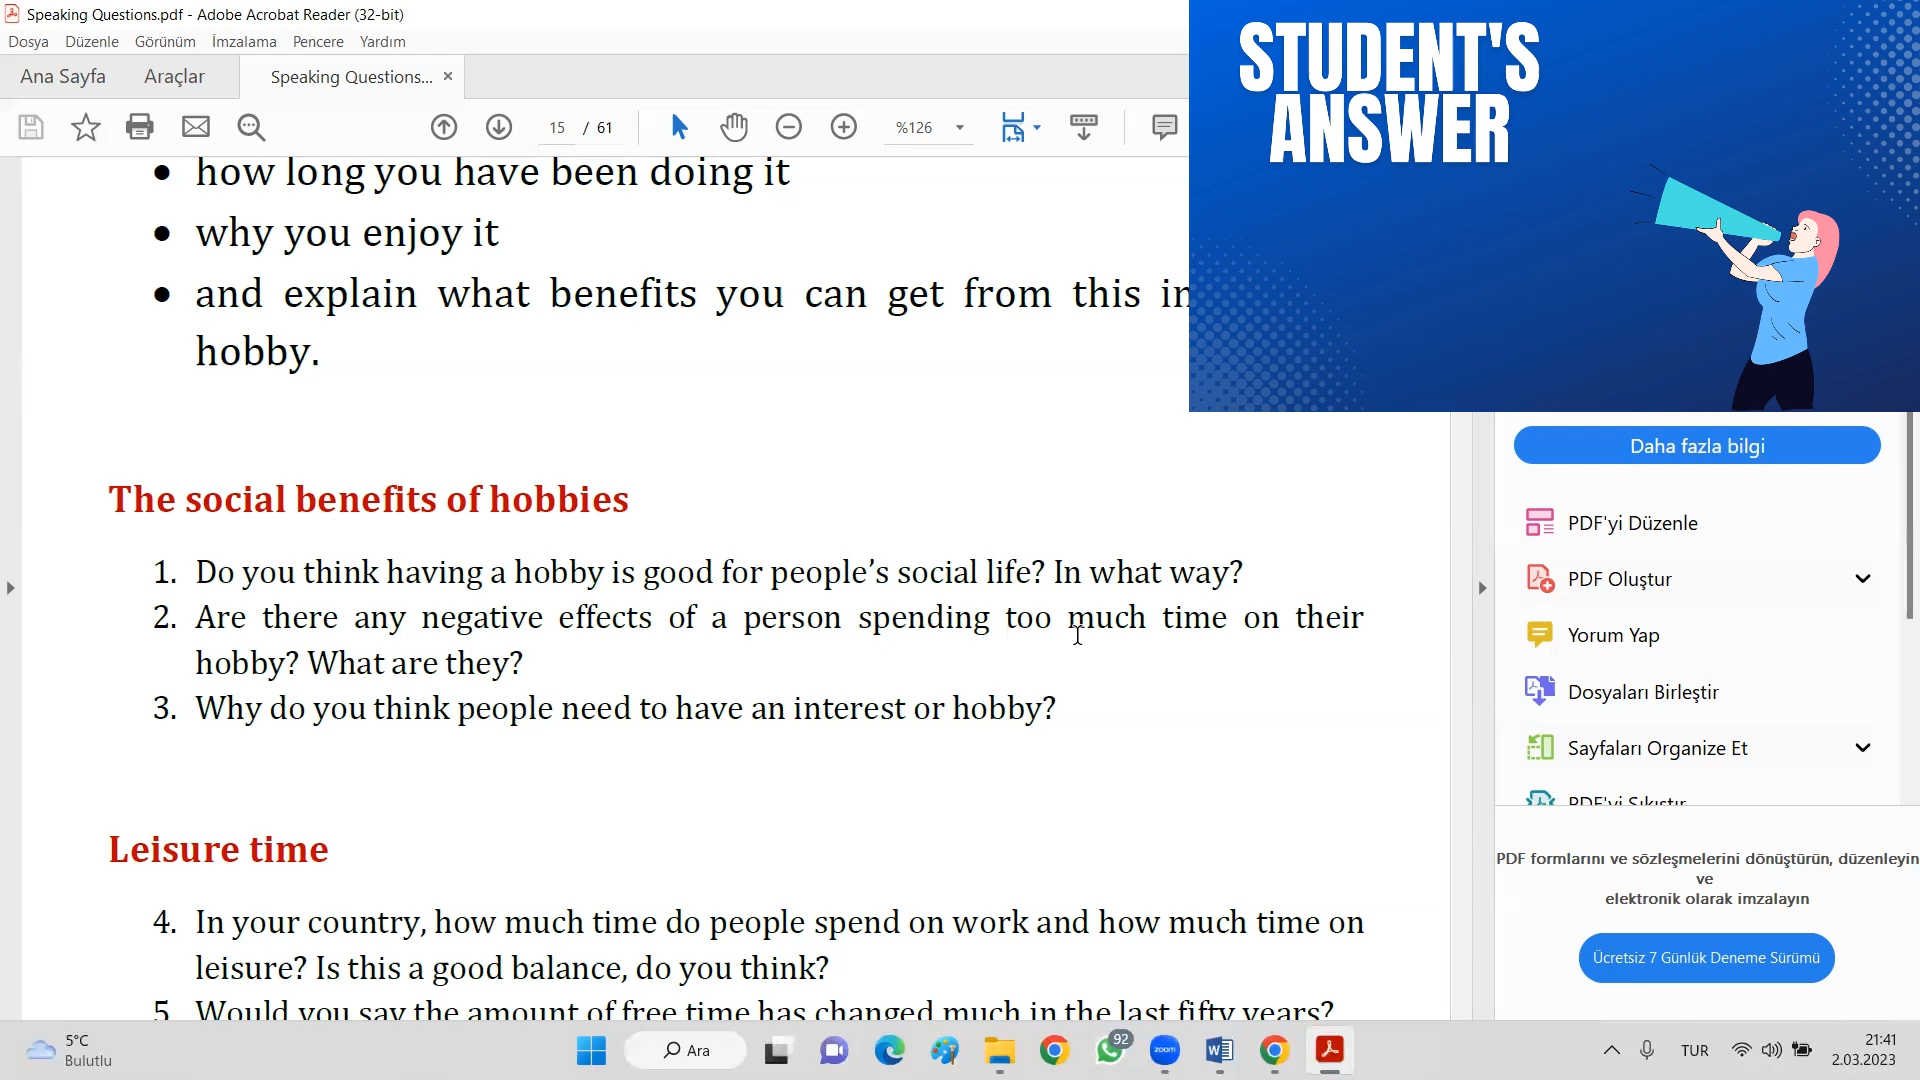 Speaking Questions.pdf - Adobe Acrobat Reader (32-bit)
Dosya Düzenle Görünüm İmzalama Pencere Yardım
Ana Sayfa Araçlar Speaking Questions... ×
15 / 61 %126
STUDENT'S
ANSWER
• how long you have been doing it
• why you enjoy it
• and explain what benefits you can get from this in
hobby.
The social benefits of hobbies
1. Do you think having a hobby is good for people’s social life? In what way?
2. Are there any negative effects of a person spending too much time on their
hobby? What are they?
3. Why do you think people need to have an interest or hobby?
Leisure time
4. In your country, how much time do people spend on work and how much time on
leisure? Is this a good balance, do you think?
5 Would you say the amount of free time has changed much in the last fifty years?
Daha fazla bilgi
PDF'yi Düzenle
PDF Oluştur
Yorum Yap
Dosyaları Birleştir
Sayfaları Organize Et
PDF'yi Sıkıştır
PDF formlarını ve sözleşmelerini dönüştürün, düzenleyin
ve
elektronik olarak imzalayın
Ücretsiz 7 Günlük Deneme Sürümü
5°C
Bulutlu
Ara
92
zoom
TUR
21:41
2.03.2023